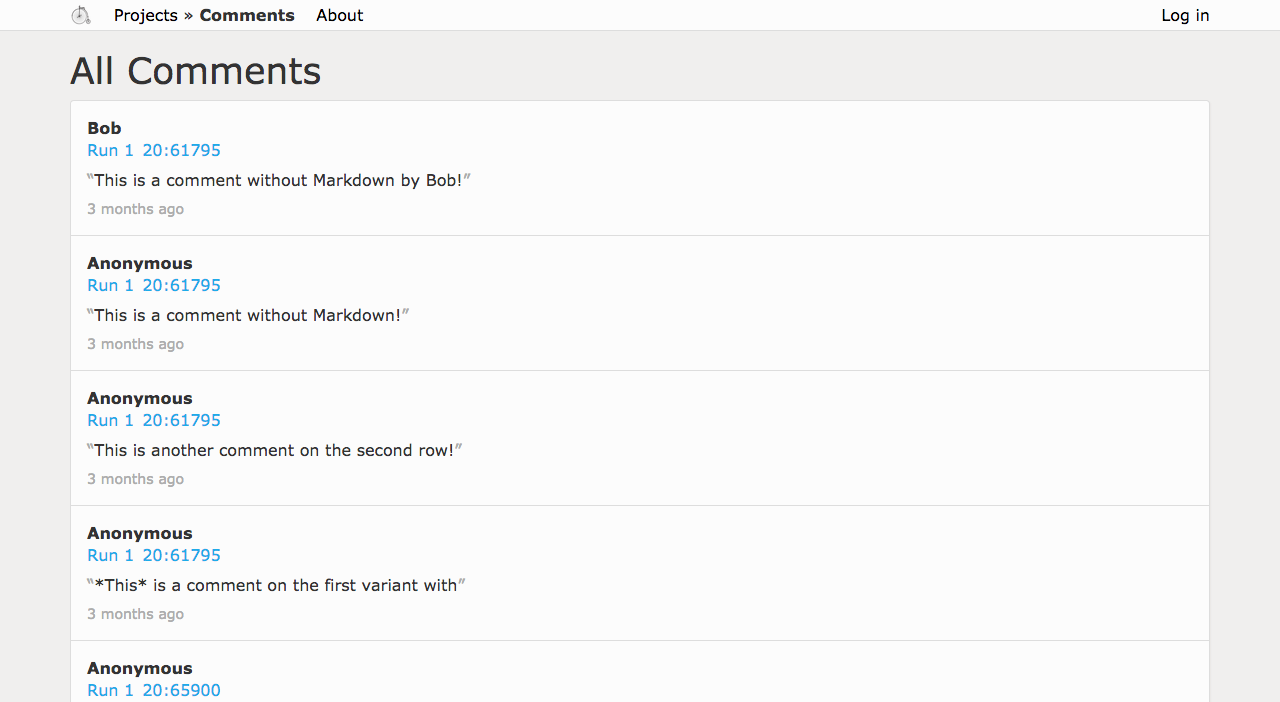 Projects » Comments About Log in
All Comments
Bob
Run 1 20:61795
“This is a comment without Markdown by Bob!”
3 months ago
Anonymous
Run 1 20:61795
“This is a comment without Markdown!”
3 months ago
Anonymous
Run 1 20:61795
“This is another comment on the second row!”
3 months ago
Anonymous
Run 1 20:61795
“*This* is a comment on the first variant with”
3 months ago
Anonymous
Run 1 20:65900